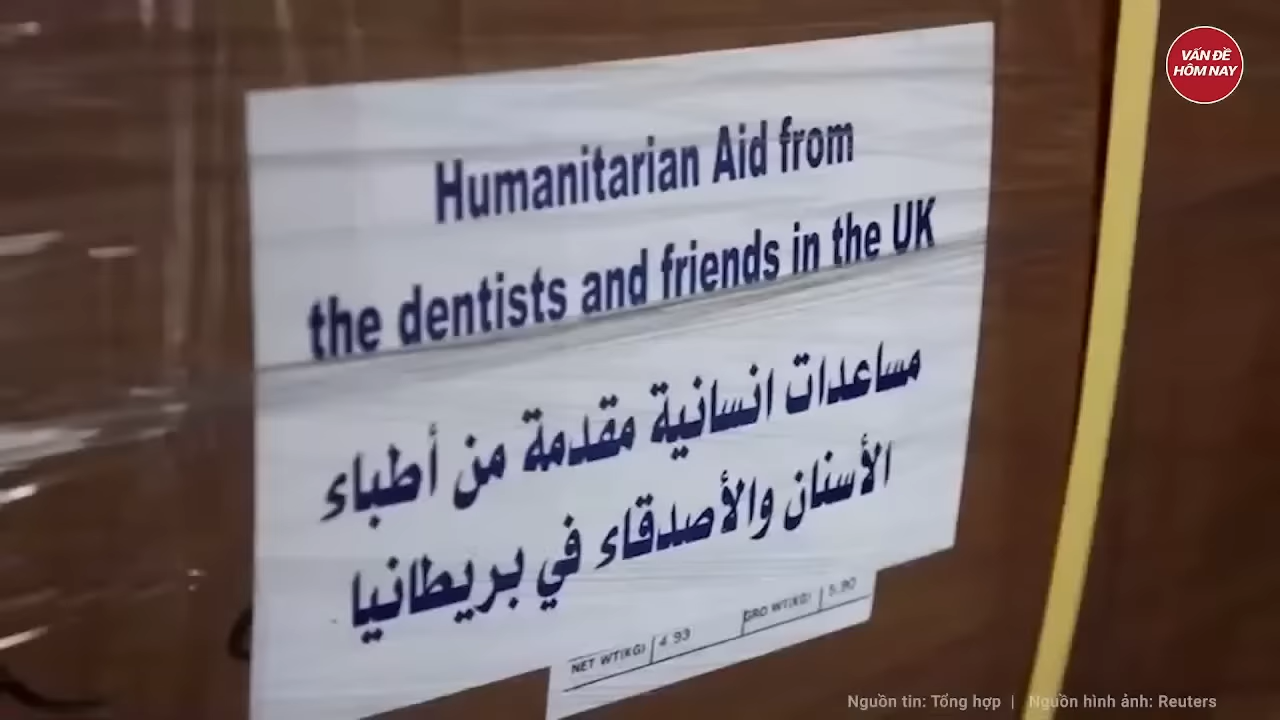 VẤN ĐỀ
HÔM NAY
Humanitarian Aid from
the dentists and friends in the UK
مساعدات انسانية مقدمة من أطباء
الأسنان والأصدقاء في بريطانيا
NET WT(KG) 4.93 GRO WT(KG) 5.90
Nguồn tin: Tổng hợp | Nguồn hình ảnh: Reuters